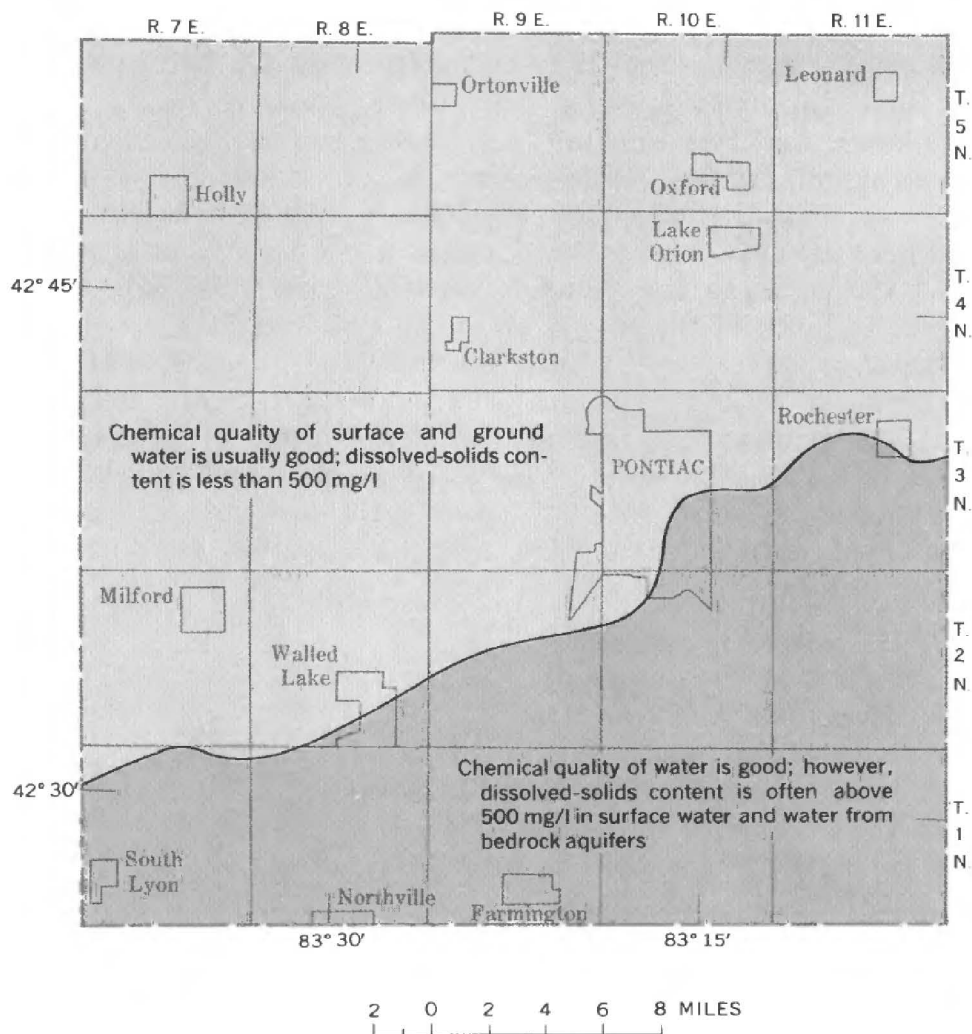 R. 7 E. R. 8 E. R. 9 E. R. 10 E. R. 11 E.
Ortonville
Leonard
T. 5 N.
Holly
Oxford
Lake
Orion
42° 45′
T. 4 N.
Clarkston
Rochester
Chemical quality of surface and ground
water is usually good; dissolved-solids con-
tent is less than 500 mg/l
PONTIAC
T. 3 N.
Milford
Walled
Lake
T. 2 N.
Chemical quality of water is good; however,
dissolved-solids content is often above
500 mg/l in surface water and water from
bedrock aquifers
42° 30′
T. 1 N.
South
Lyon
Northville
Farmington
83° 30′ 83° 15′
2 0 2 4 6 8 MILES